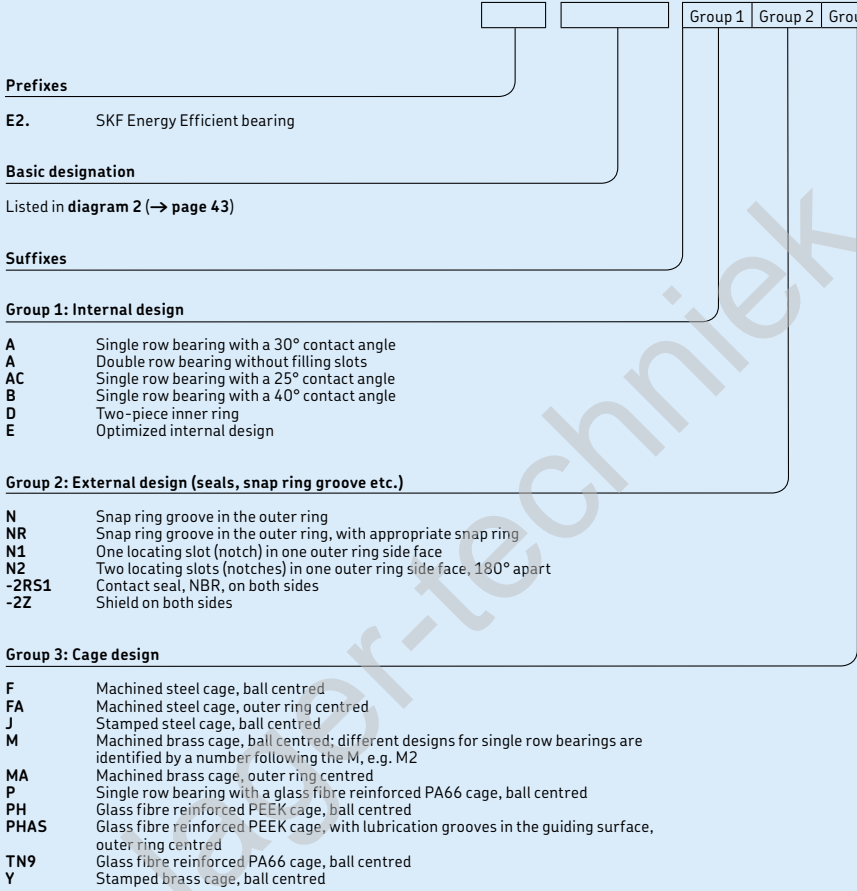 Group 1 Group 2 Grou
Prefixes
E2. SKF Energy Efficient bearing
Basic designation
Listed in diagram 2 (→ page 43)
Suffixes
Group 1: Internal design
A Single row bearing with a 30° contact angle
A Double row bearing without filling slots
AC Single row bearing with a 25° contact angle
B Single row bearing with a 40° contact angle
D Two-piece inner ring
E Optimized internal design
Group 2: External design (seals, snap ring groove etc.)
N Snap ring groove in the outer ring
NR Snap ring groove in the outer ring, with appropriate snap ring
N1 One locating slot (notch) in one outer ring side face
N2 Two locating slots (notches) in one outer ring side face, 180° apart
-2RS1 Contact seal, NBR, on both sides
-2Z Shield on both sides
Group 3: Cage design
F Machined steel cage, ball centred
FA Machined steel cage, outer ring centred
J Stamped steel cage, ball centred
M Machined brass cage, ball centred; different designs for single row bearings are
identified by a number following the M, e.g. M2
MA Machined brass cage, outer ring centred
P Single row bearing with a glass fibre reinforced PA66 cage, ball centred
PH Glass fibre reinforced PEEK cage, ball centred
PHAS Glass fibre reinforced PEEK cage, with lubrication grooves in the guiding surface,
outer ring centred
TN9 Glass fibre reinforced PA66 cage, ball centred
Y Stamped brass cage, ball centred
lager-techniek